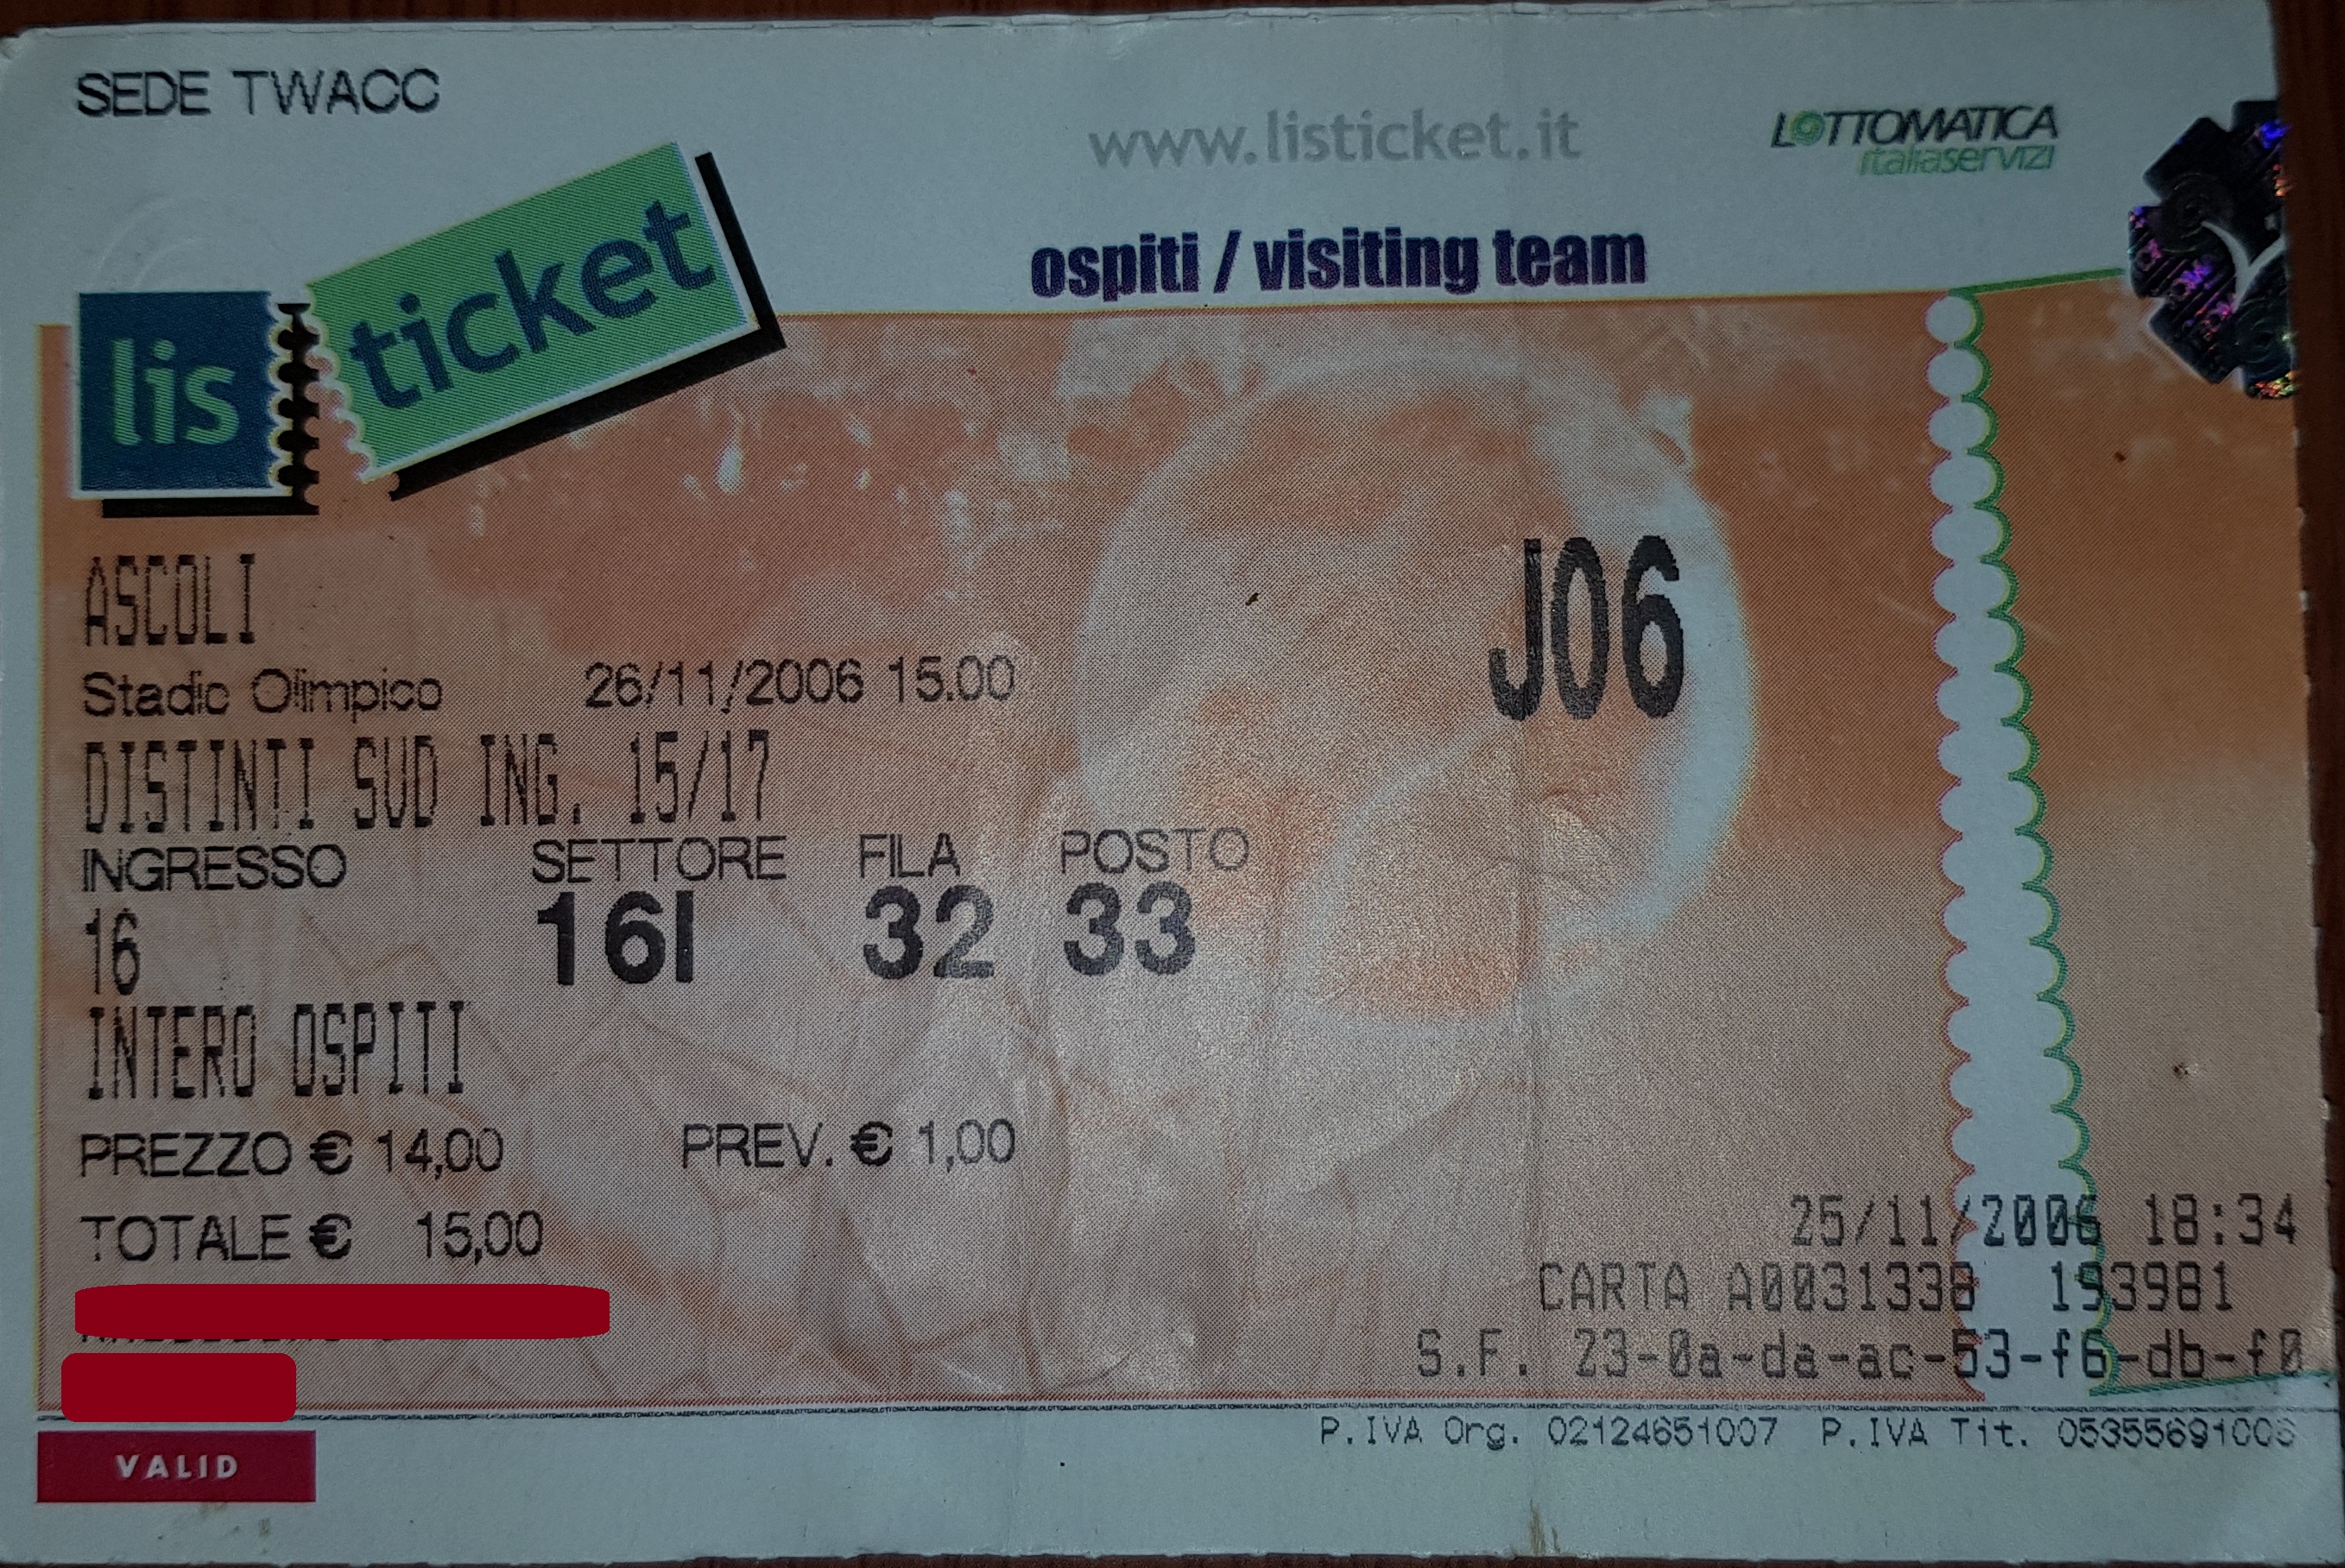 SEDE TWACC
www.listicket.it
LOTTOMATICA
italiaservizi
ospiti / visiting team
lis ticket
ASCOLI
J06
Stadio Olimpico 26/11/2006 15.00
DISTINTI SUD ING. 15/17
INGRESSO SETTORE FILA POSTO
16 16I 32 33
INTERO OSPITI
PREZZO € 14,00 PREV. € 1,00
TOTALE € 15,00
25/11/2006 18:34
CARTA A0031338 193981
S.F. 23-0a-da-ac-53-f6-db-f0
P.IVA Org. 02124651007 P.IVA Tit. 05355691006
VALID